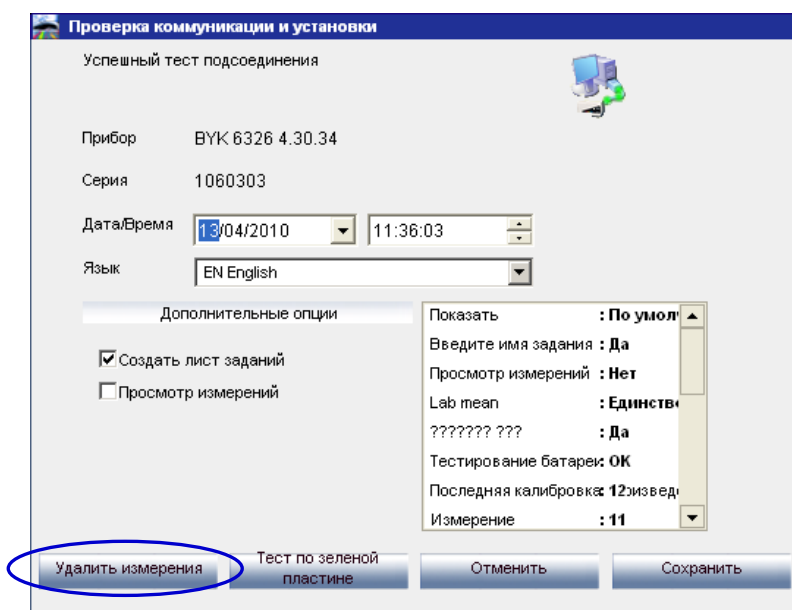 Проверка коммуникации и установки
Успешный тест подсоединения
Прибор BYK 6326 4.30.34
Серия 1060303
Дата/Время 13/04/2010 11:36:03
Язык EN English
Дополнительные опции
Создать лист заданий
Просмотр измерений
Показать : По умол
Введите имя задания : Да
Просмотр измерений : Нет
Lab mean : Единстве
??????? ??? : Да
Тестирование батареи: OK
Последняя калибровка: 12
Измерение : 11
Удалить измерения
Тест по зеленой
пластине
Отменить
Сохранить